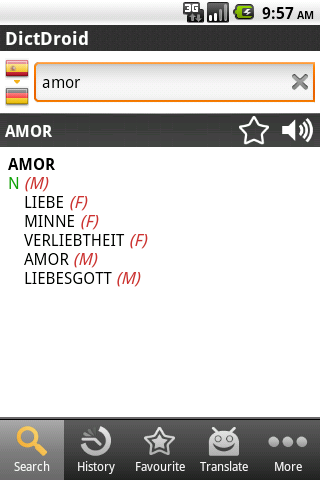 3G 9:57 AM
DictDroid
amor
AMOR
AMOR
N (M)
LIEBE (F)
MINNE (F)
VERLIEBTHEIT (F)
AMOR (M)
LIEBESGOTT (M)
Search History Favourite Translate More